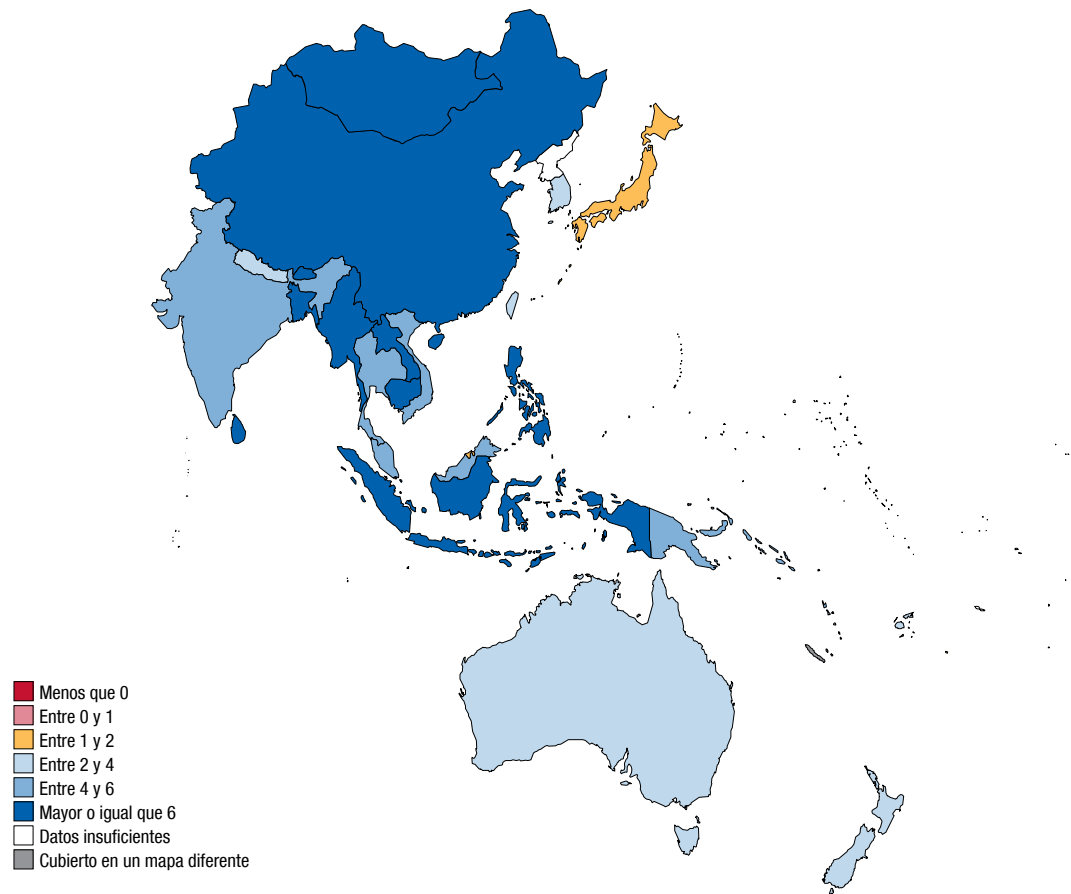 Menos que 0
Entre 0 y 1
Entre 1 y 2
Entre 2 y 4
Entre 4 y 6
Mayor o igual que 6
Datos insuficientes
Cubierto en un mapa diferente